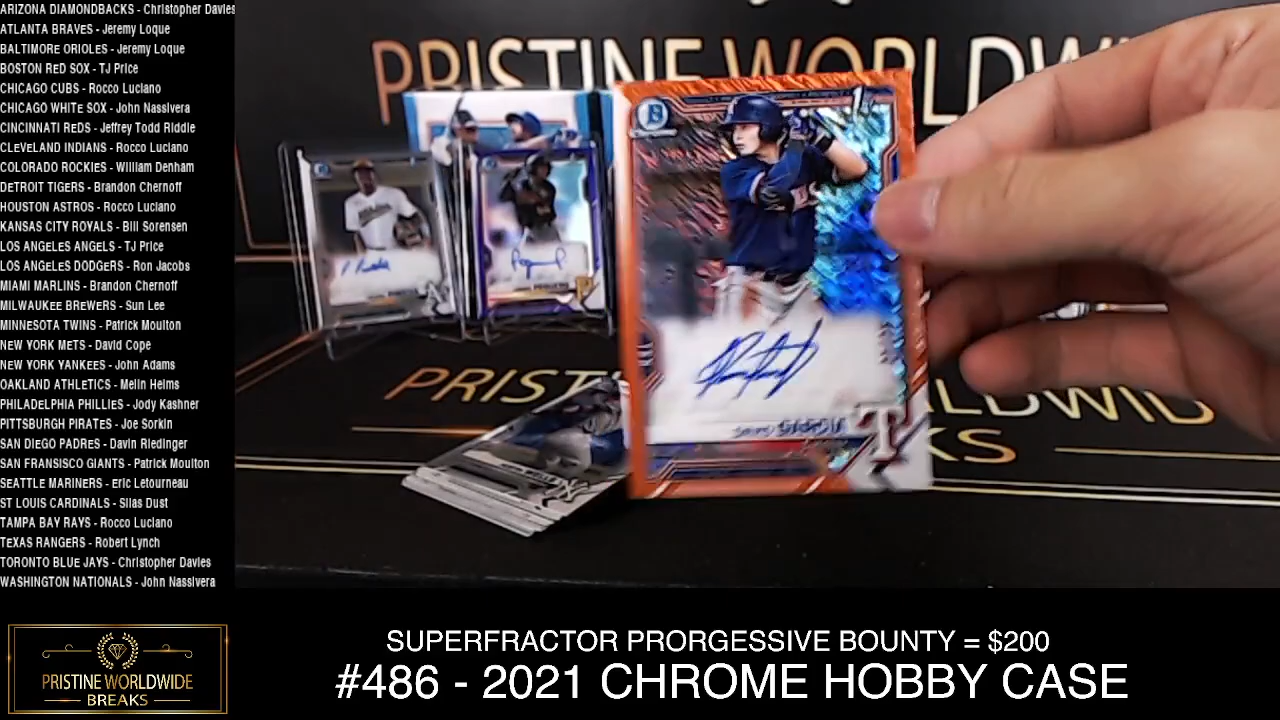 ARIZONA DIAMONDBACKS - Christopher Davies
ATLANTA BRAVES - Jeremy Loque
BALTIMORE ORIOLES - Jeremy Loque
BOSTON RED SOX - TJ Price
CHICAGO CUBS - Rocco Luciano
CHICAGO WHITE SOX - John Nassivera
CINCINNATI REDS - Jeffrey Todd Riddle
CLEVELAND INDIANS - Rocco Luciano
COLORADO ROCKIES - William Denham
DETROIT TIGERS - Brandon Chernoff
HOUSTON ASTROS - Rocco Luciano
KANSAS CITY ROYALS - Bill Sorensen
LOS ANGELES ANGELS - TJ Price
LOS ANGELES DODGERS - Ron Jacobs
MIAMI MARLINS - Brandon Chernoff
MILWAUKEE BREWERS - Sun Lee
MINNESOTA TWINS - Patrick Moulton
NEW YORK METS - David Cope
NEW YORK YANKEES - John Adams
OAKLAND ATHLETICS - Melin Heims
PHILADELPHIA PHILLIES - Jody Kashner
PITTSBURGH PIRATES - Joe Sorkin
SAN DIEGO PADRES - Davin Riedinger
SAN FRANSISCO GIANTS - Patrick Moulton
SEATTLE MARINERS - Eric Letourneau
ST LOUIS CARDINALS - Silas Dust
TAMPA BAY RAYS - Rocco Luciano
TEXAS RANGERS - Robert Lynch
TORONTO BLUE JAYS - Christopher Davies
WASHINGTON NATIONALS - John Nassivera
PRISTINE WORLDWI
GARCIA
T
PRIST
LDWIDE
KS
PRISTINE WORLDWIDE
BREAKS
SUPERFRACTOR PRORGESSIVE BOUNTY = $200
#486 - 2021 CHROME HOBBY CASE